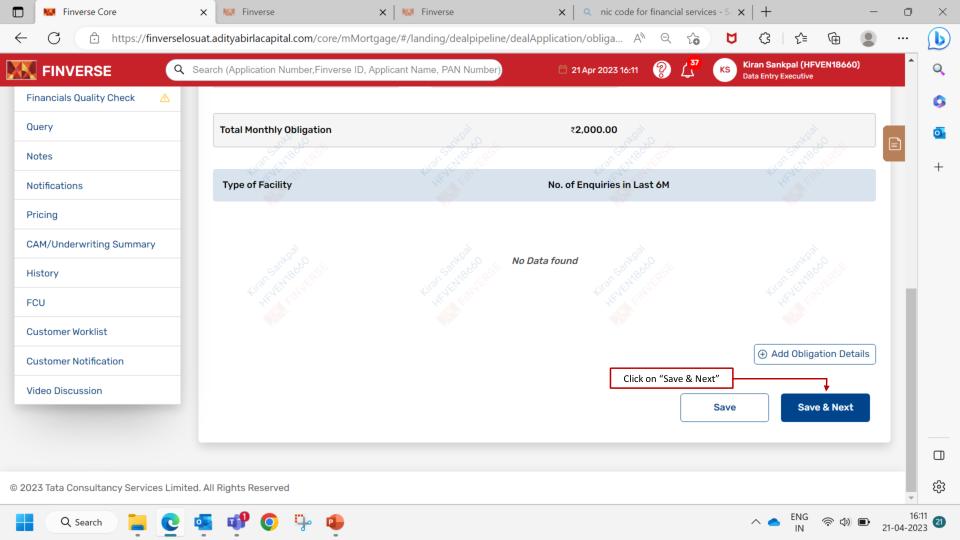 Finverse Core
Finverse
Finverse
nic code for financial services - S
https://finverselosuat.adityabirlacapital.com/core/mMortgage/#/landing/dealpipeline/dealApplication/obliga...
FINVERSE
Search (Application Number,Finverse ID, Applicant Name, PAN Number)
21 Apr 2023 16:11
37
KS
Kiran Sankpal (HFVEN18660)
Data Entry Executive
Financials Quality Check
Query
Notes
Notifications
Pricing
CAM/Underwriting Summary
History
FCU
Customer Worklist
Customer Notification
Video Discussion
Total Monthly Obligation
₹2,000.00
Type of Facility
No. of Enquiries in Last 6M
No Data found
Kiran Sankpal
HFVEN18660
FINVERSE
Add Obligation Details
Click on “Save & Next”
Save
Save & Next
© 2023 Tata Consultancy Services Limited. All Rights Reserved
Search
1
ENG
IN
16:11
21-04-2023
21